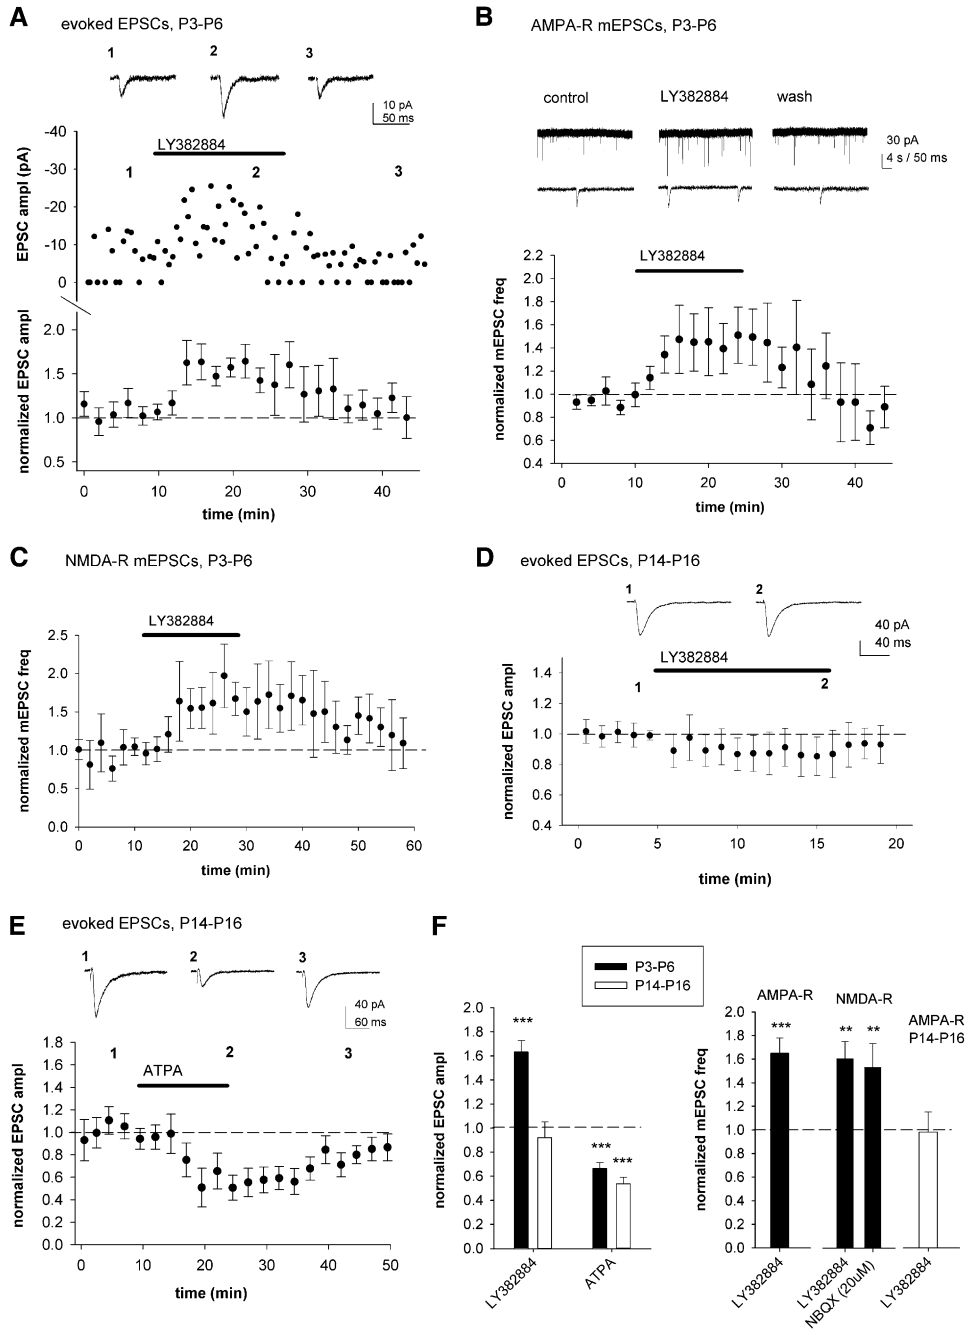 A
evoked EPSCs, P3-P6
1
2
3
10 pA
50 ms
EPSC ampl (pA)
-40
-30
-20
-10
0
LY382884
1
2
3
normalized EPSC ampl
2.0
1.5
1.0
0.5
0
10
20
30
40
time (min)
B
AMPA-R mEPSCs, P3-P6
control
LY382884
wash
30 pA
4 s / 50 ms
normalized mEPSC freq
2.2
2.0
1.8
1.6
1.4
1.2
1.0
0.8
0.6
0.4
LY382884
0
10
20
30
40
time (min)
C
NMDA-R mEPSCs, P3-P6
normalized mEPSC freq
2.5
2.0
1.5
1.0
0.5
0.0
LY382884
0
10
20
30
40
50
60
time (min)
D
evoked EPSCs, P14-P16
1
2
40 pA
40 ms
normalized EPSC ampl
1.4
1.2
1.0
0.8
0.6
0.4
LY382884
1
2
0
5
10
15
20
time (min)
E
evoked EPSCs, P14-P16
1
2
3
40 pA
60 ms
normalized EPSC ampl
1.8
1.6
1.4
1.2
1.0
0.8
0.6
0.4
0.2
0.0
1
2
3
ATPA
0
10
20
30
40
50
time (min)
F
P3-P6
P14-P16
normalized EPSC ampl
2.0
1.8
1.6
1.4
1.2
1.0
0.8
0.6
0.4
0.2
0.0
***
***
***
LY382884
ATPA
normalized mEPSC freq
2.0
1.8
1.6
1.4
1.2
1.0
0.8
0.6
0.4
0.2
0.0
AMPA-R
NMDA-R
AMPA-R
P14-P16
***
**
**
LY382884
LY382884
NBQX (20uM)
LY382884